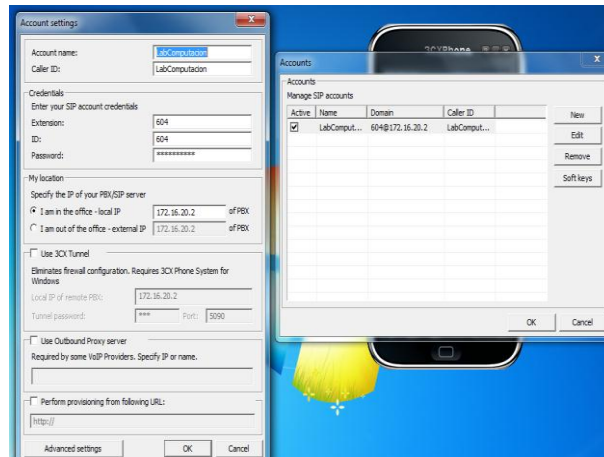 Account settings
Account name: LabComputacion
Caller ID: LabComputacion
Credentials
Enter your SIP account credentials
Extension: 604
ID: 604
Password: **********
My location
Specify the IP of your PBX/SIP server
I am in the office - local IP 172.16.20.2 of PBX
I am out of the office - external IP 172.16.20.2 of PBX
Use 3CX Tunnel
Eliminates firewall configuration. Requires 3CX Phone System for
Windows
Local IP of remote PBX: 172.16.20.2
Tunnel password: *** Port: 5090
Use Outbound Proxy server
Required by some VoIP Providers. Specify IP or name.
Perform provisioning from following URL:
http://
Advanced settings OK Cancel
3CXPhone
Accounts
Accounts
Manage SIP accounts
Active Name Domain Caller ID
LabComput... 604@172.16.20.2 LabComput...
New
Edit
Remove
Soft keys
OK Cancel